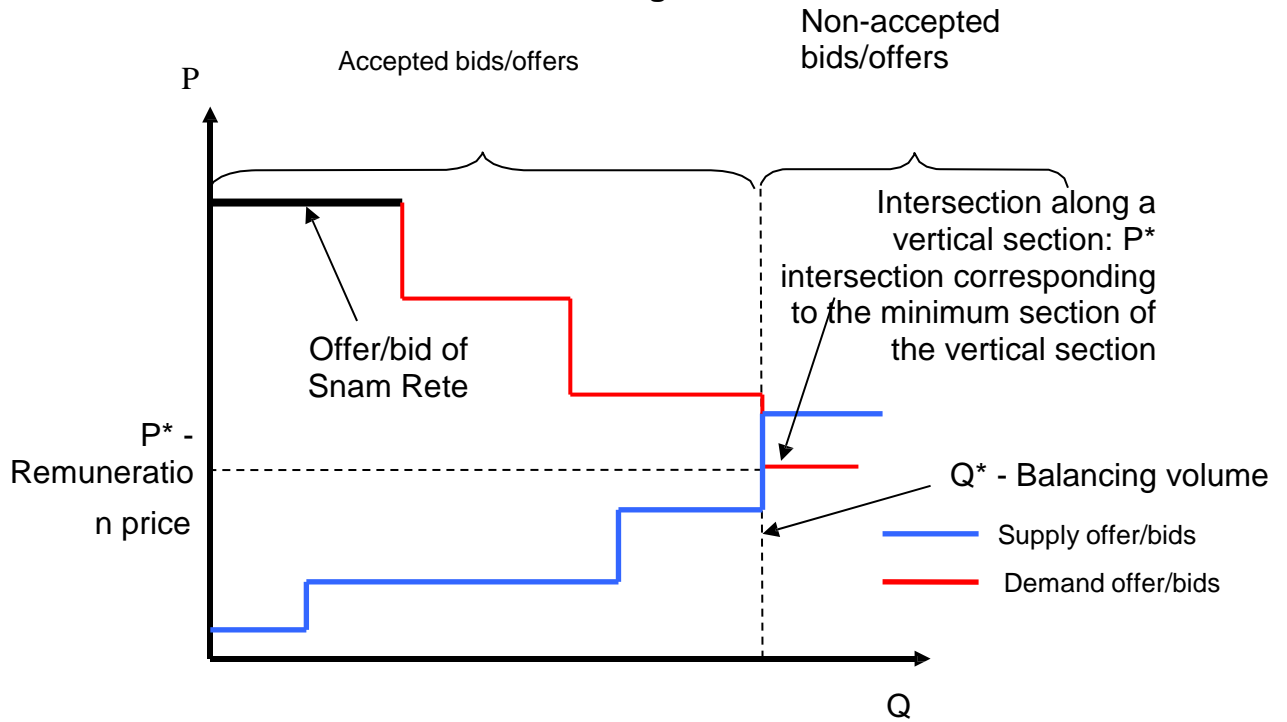 Non-accepted
bids/offers
Accepted bids/offers
P
Intersection along a
vertical section: P*
intersection corresponding
to the minimum section of
the vertical section
Offer/bid of
Snam Rete
P* -
Remuneratio
n price
Q* - Balancing volume
Supply offer/bids
Demand offer/bids
Q